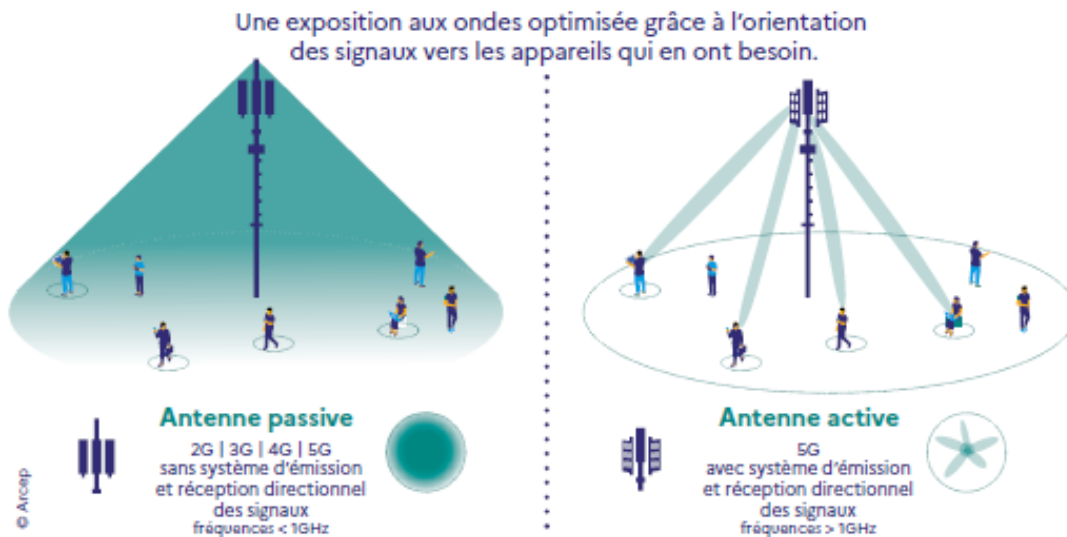 Une exposition aux ondes optimisée grâce à l'orientation
des signaux vers les appareils qui en ont besoin.
Antenne passive
2G | 3G | 4G | 5G
sans système d'émission
et réception directionnel
des signaux
fréquences < 1GHz
Antenne active
5G
avec système d'émission
et réception directionnel
des signaux
fréquences > 1GHz
© Arcep